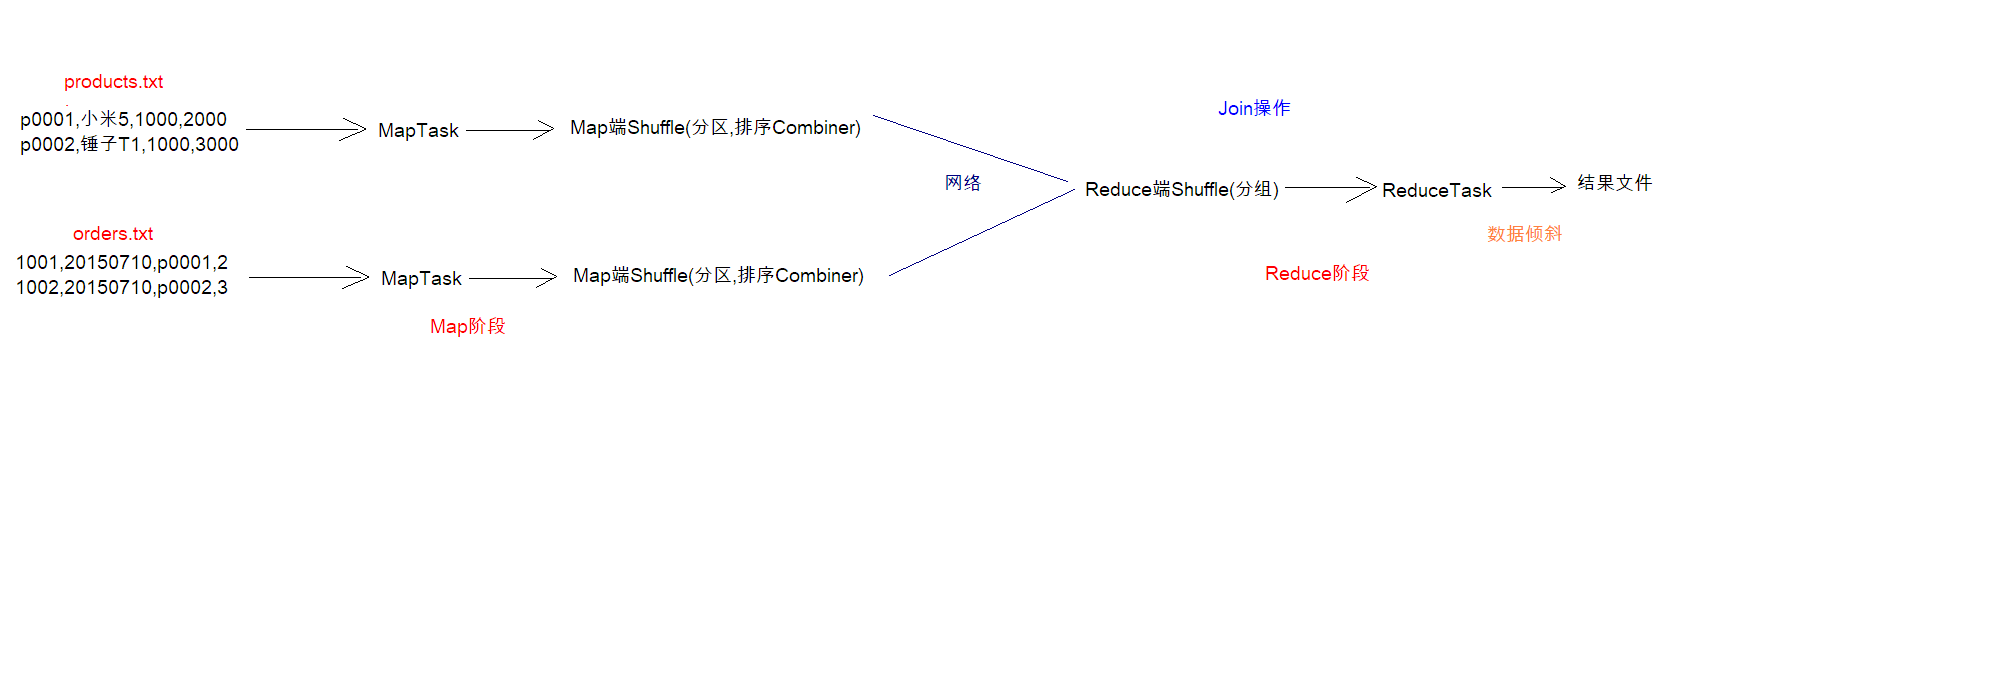 products.txt
p0001,小米5,1000,2000
p0002,锤子T1,1000,3000
MapTask
Map端Shuffle(分区,排序Combiner)
orders.txt
1001,20150710,p0001,2
1002,20150710,p0002,3
MapTask
Map端Shuffle(分区,排序Combiner)
Map阶段
网络
Join操作
Reduce端Shuffle(分组)
ReduceTask
结果文件
数据倾斜
Reduce阶段